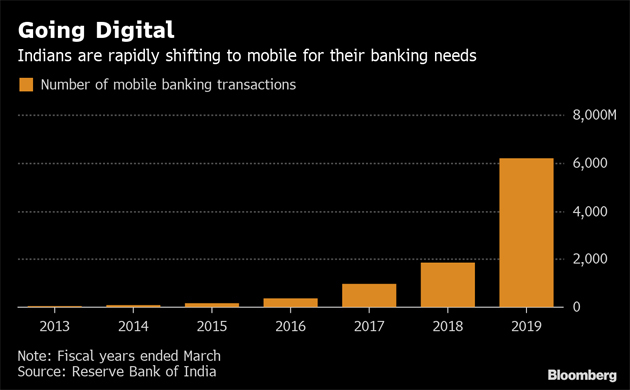 Going Digital
Indians are rapidly shifting to mobile for their banking needs
Number of mobile banking transactions
8,000M
6,000
4,000
2,000
0
2013 2014 2015 2016 2017 2018 2019
Note: Fiscal years ended March
Source: Reserve Bank of India
Bloomberg